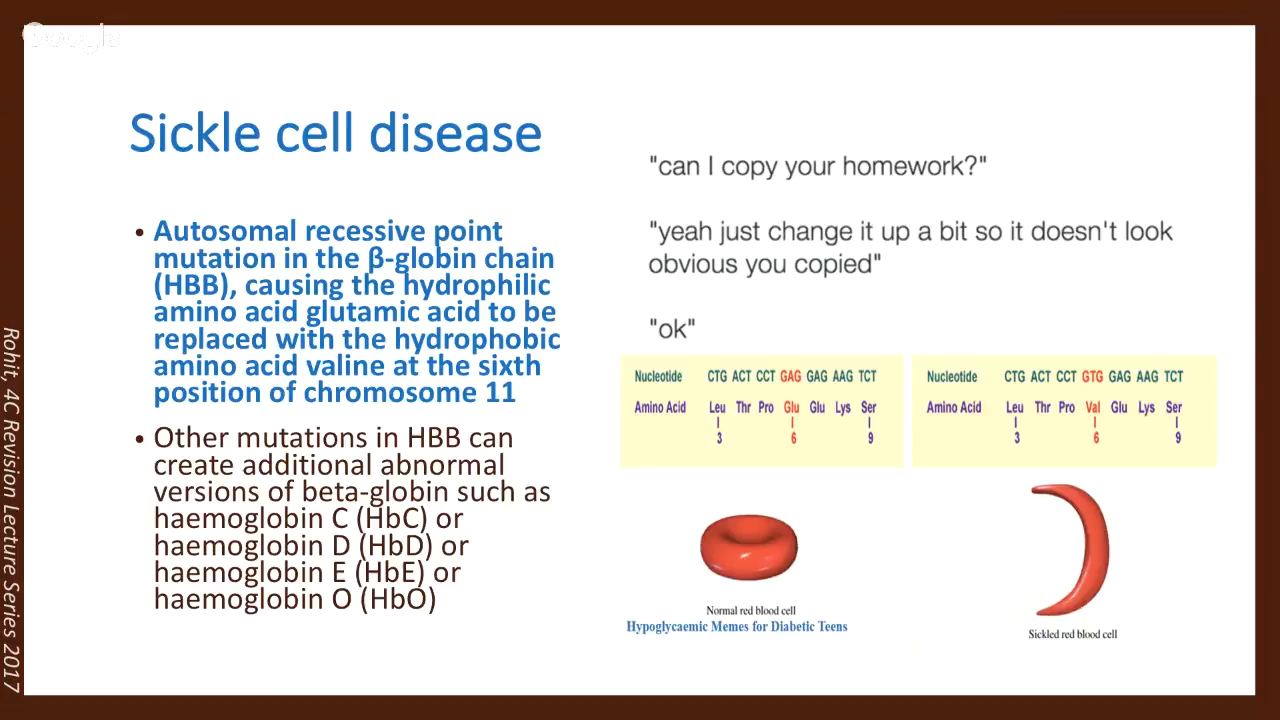 Google
Sickle cell disease
• Autosomal recessive point
mutation in the β-globin chain
(HBB), causing the hydrophilic
amino acid glutamic acid to be
replaced with the hydrophobic
amino acid valine at the sixth
position of chromosome 11
• Other mutations in HBB can
create additional abnormal
versions of beta-globin such as
haemoglobin C (HbC) or
haemoglobin D (HbD) or
haemoglobin E (HbE) or
haemoglobin O (HbO)
"can I copy your homework?"
"yeah just change it up a bit so it doesn't look
obvious you copied"
"ok"
Nucleotide CTG ACT CCT GAG GAG AAG TCT
Amino Acid Leu Thr Pro Glu Glu Lys Ser
3 6 9
Nucleotide CTG ACT CCT GTG GAG AAG TCT
Amino Acid Leu Thr Pro Val Glu Lys Ser
3 6 9
Normal red blood cell
Hypoglycaemic Memes for Diabetic Teens
Sickled red blood cell
Rohit, 4C Revision Lecture Series 2017